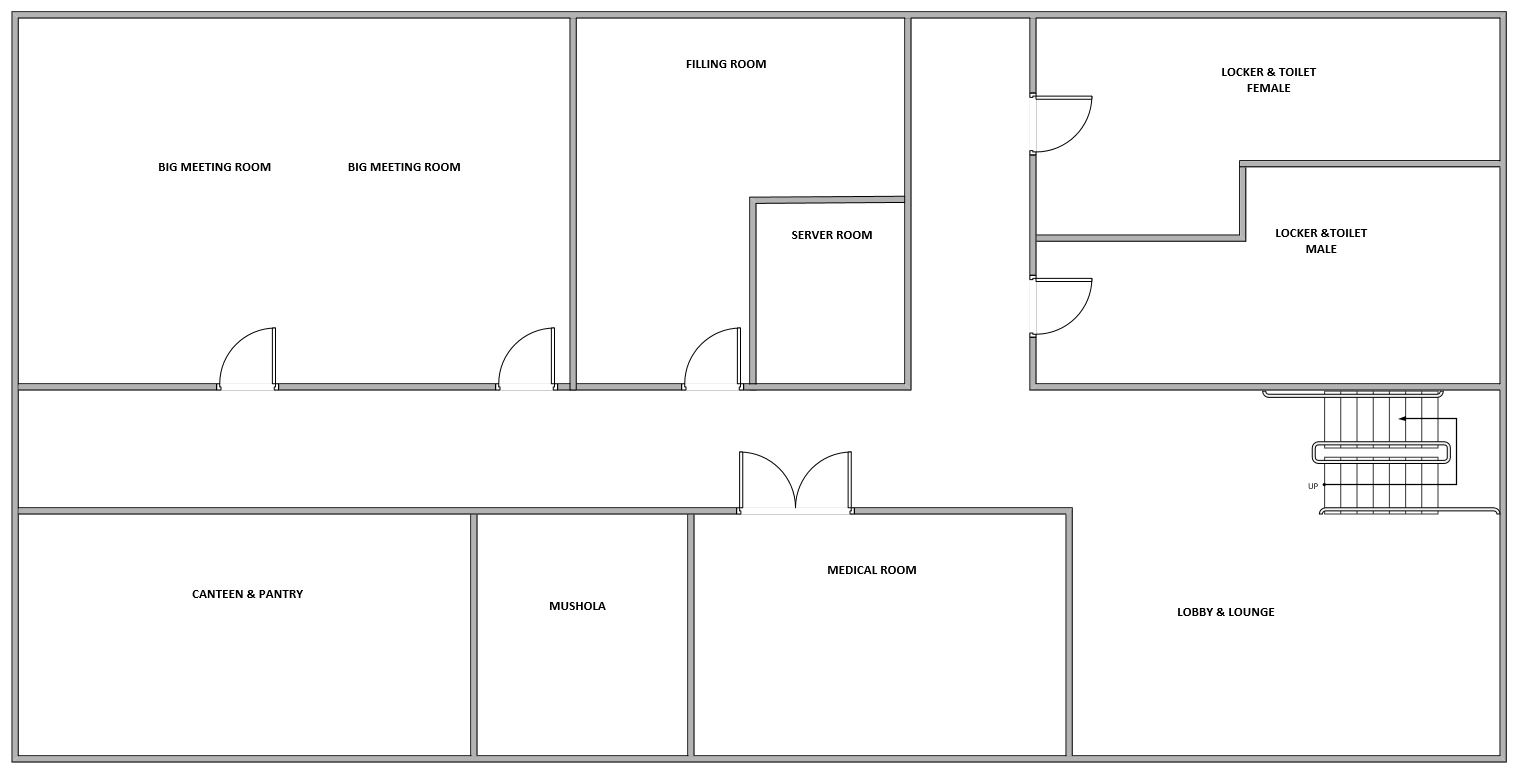 FILLING ROOM
LOCKER & TOILET
FEMALE
BIG MEETING ROOM
BIG MEETING ROOM
SERVER ROOM
LOCKER &TOILET
MALE
UP
MEDICAL ROOM
CANTEEN & PANTRY
MUSHOLA
LOBBY & LOUNGE